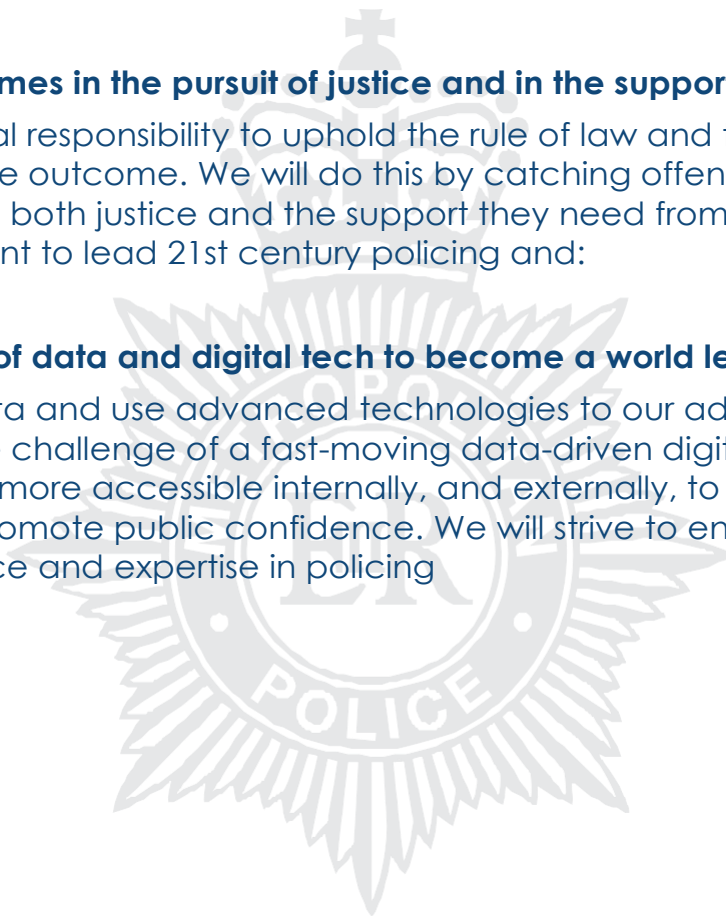 mes in the pursuit of justice and in the suppor
al responsibility to uphold the rule of law and
e outcome. We will do this by catching offen
both justice and the support they need from
nt to lead 21st century policing and:
of data and digital tech to become a world le
ta and use advanced technologies to our ad
challenge of a fast-moving data-driven digit
more accessible internally, and externally, to
omote public confidence. We will strive to en
ce and expertise in policing
METROPOLITAN
ER
POLICE